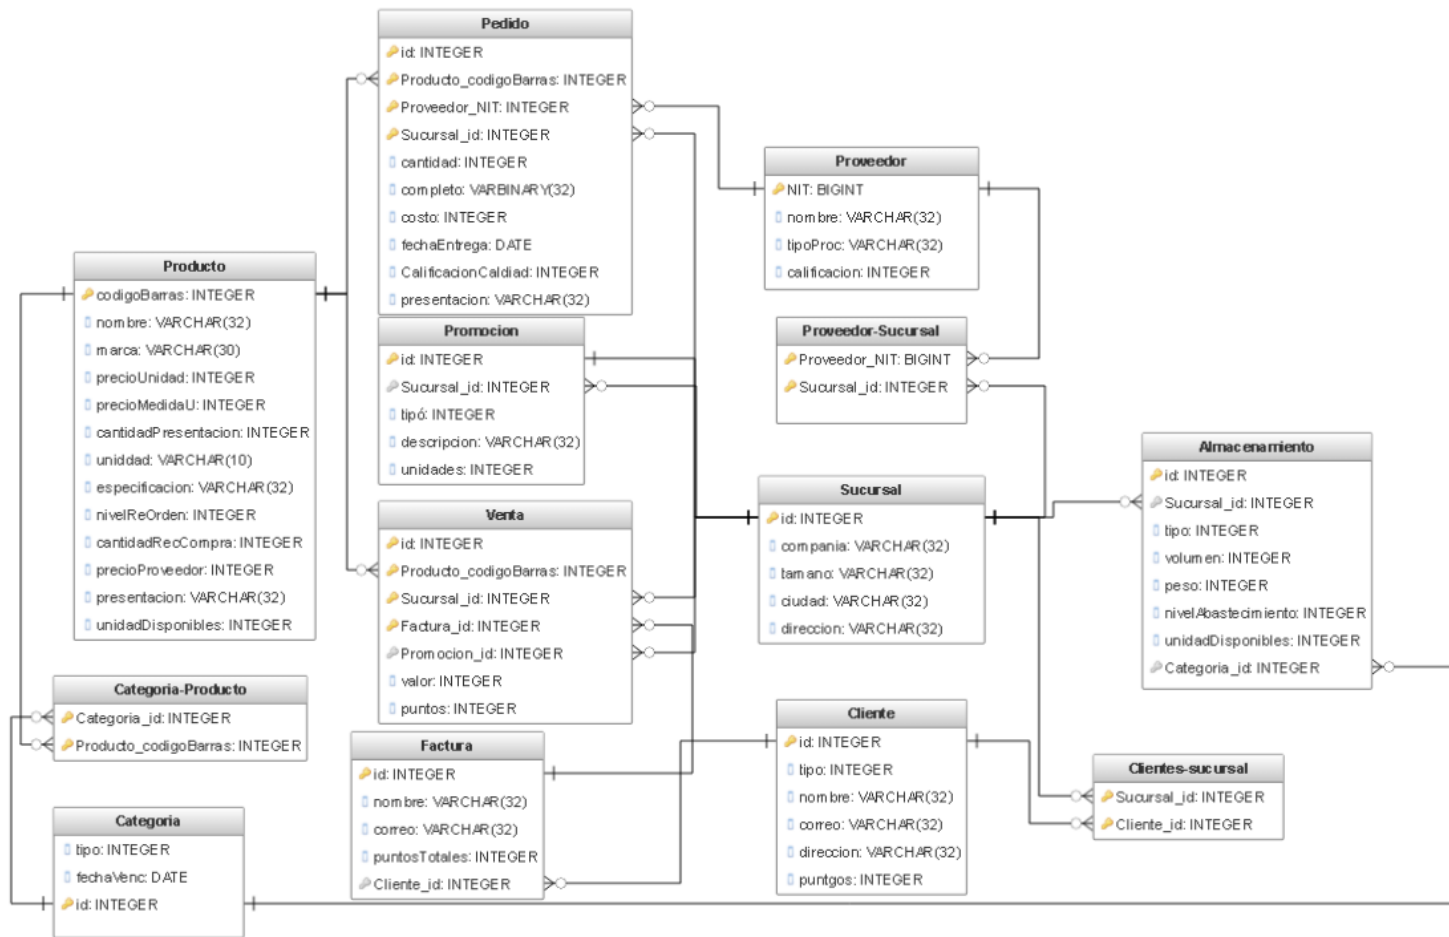 Pedido
id: INTEGER
Producto_codigoBarras: INTEGER
Proveedor_NIT: INTEGER
Sucursal_id: INTEGER
cantidad: INTEGER
completo: VARBINARY(32)
costo: INTEGER
fechaEntrega: DATE
CalificacionCaldiad: INTEGER
presentacion: VARCHAR(32)
Proveedor
NIT: BIGINT
nombre: VARCHAR(32)
tipoProc: VARCHAR(32)
calificacion: INTEGER
Producto
codigoBarras: INTEGER
nombre: VARCHAR(32)
marca: VARCHAR(30)
precioUnidad: INTEGER
precioMedidaU: INTEGER
cantidadPresentacion: INTEGER
uniddad: VARCHAR(10)
especificacion: VARCHAR(32)
nivelReOrden: INTEGER
cantidadRecCompra: INTEGER
precioProveedor: INTEGER
presentacion: VARCHAR(32)
unidadDisponibles: INTEGER
Promocion
id: INTEGER
Sucursal_id: INTEGER
tipó: INTEGER
descripcion: VARCHAR(32)
unidades: INTEGER
Proveedor-Sucursal
Proveedor_NIT: BIGINT
Sucursal_id: INTEGER
Almacenamiento
id: INTEGER
Sucursal_id: INTEGER
tipo: INTEGER
volumen: INTEGER
peso: INTEGER
nivelAbastecimiento: INTEGER
unidadDisponibles: INTEGER
Categoria_id: INTEGER
Sucursal
id: INTEGER
compania: VARCHAR(32)
tamano: VARCHAR(32)
ciudad: VARCHAR(32)
direccion: VARCHAR(32)
Venta
id: INTEGER
Producto_codigoBarras: INTEGER
Sucursal_id: INTEGER
Factura_id: INTEGER
Promocion_id: INTEGER
valor: INTEGER
puntos: INTEGER
Categoria-Producto
Categoria_id: INTEGER
Producto_codigoBarras: INTEGER
Factura
id: INTEGER
nombre: VARCHAR(32)
correo: VARCHAR(32)
puntosTotales: INTEGER
Cliente_id: INTEGER
Cliente
id: INTEGER
tipo: INTEGER
nombre: VARCHAR(32)
correo: VARCHAR(32)
direccion: VARCHAR(32)
puntgos: INTEGER
Clientes-sucursal
Sucursal_id: INTEGER
Cliente_id: INTEGER
Categoria
tipo: INTEGER
fechaVenc: DATE
id: INTEGER